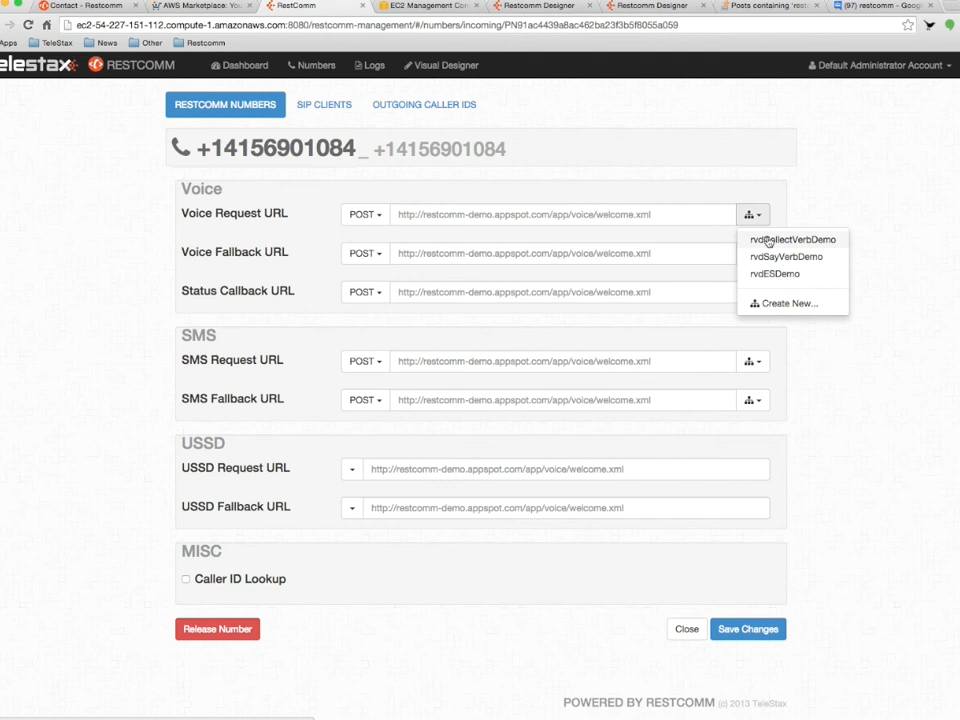 Contact - Restcomm
AWS Marketplace: You
RestComm
EC2 Management Con
Restcomm Designer
Restcomm Designer
Posts containing 'rest
(97) restcomm - Goog
ec2-54-227-151-112.compute-1.amazonaws.com:8080/restcomm-management/#/numbers/incoming/PN91ac4439a8ac4862ba23f3b5f8055a059
Apps TeleStax News Other Restcomm
elestax RESTCOMM Dashboard Numbers Logs Visual Designer Default Administrator Account
RESTCOMM NUMBERS SIP CLIENTS OUTGOING CALLER IDS
+14156901084_ +14156901084
Voice
Voice Request URL POST http://restcomm-demo.appspot.com/app/voice/welcome.xml
rvdCollectVerbDemo
Voice Fallback URL POST http://restcomm-demo.appspot.com/app/voice/welcome.xml
rvdSayVerbDemo
rvdESDemo
Status Callback URL POST http://restcomm-demo.appspot.com/app/voice/welcome.xml
Create New...
SMS
SMS Request URL POST http://restcomm-demo.appspot.com/app/voice/welcome.xml
SMS Fallback URL POST http://restcomm-demo.appspot.com/app/voice/welcome.xml
USSD
USSD Request URL http://restcomm-demo.appspot.com/app/voice/welcome.xml
USSD Fallback URL http://restcomm-demo.appspot.com/app/voice/welcome.xml
MISC
Caller ID Lookup
Release Number Close Save Changes
POWERED BY RESTCOMM (c) 2013 TeleStax